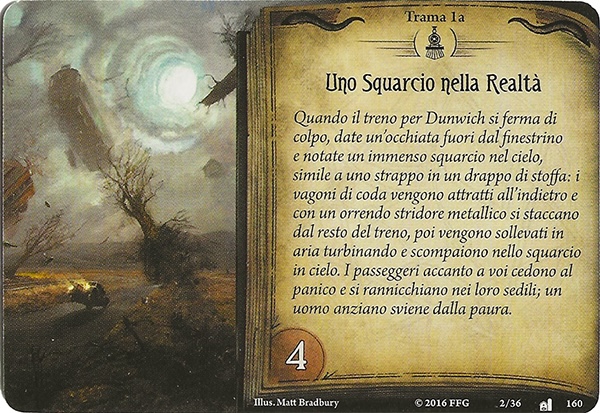 Trama 1a
Uno Squarcio nella Realtà
Quando il treno per Dunwich si ferma di
colpo, date un'occhiata fuori dal finestrino
e notate un immenso squarcio nel cielo,
simile a uno strappo in un drappo di stoffa: i
vagoni di coda vengono attratti all'indietro e
con un orrendo stridore metallico si staccano
dal resto del treno, poi vengono sollevati in
aria turbinando e scompaiono nello squarcio
in cielo. I passeggeri accanto a voi cedono al
panico e si rannicchiano nei loro sedili; un
uomo anziano sviene dalla paura.
4
Illus. Matt Bradbury © 2016 FFG 2/36 160